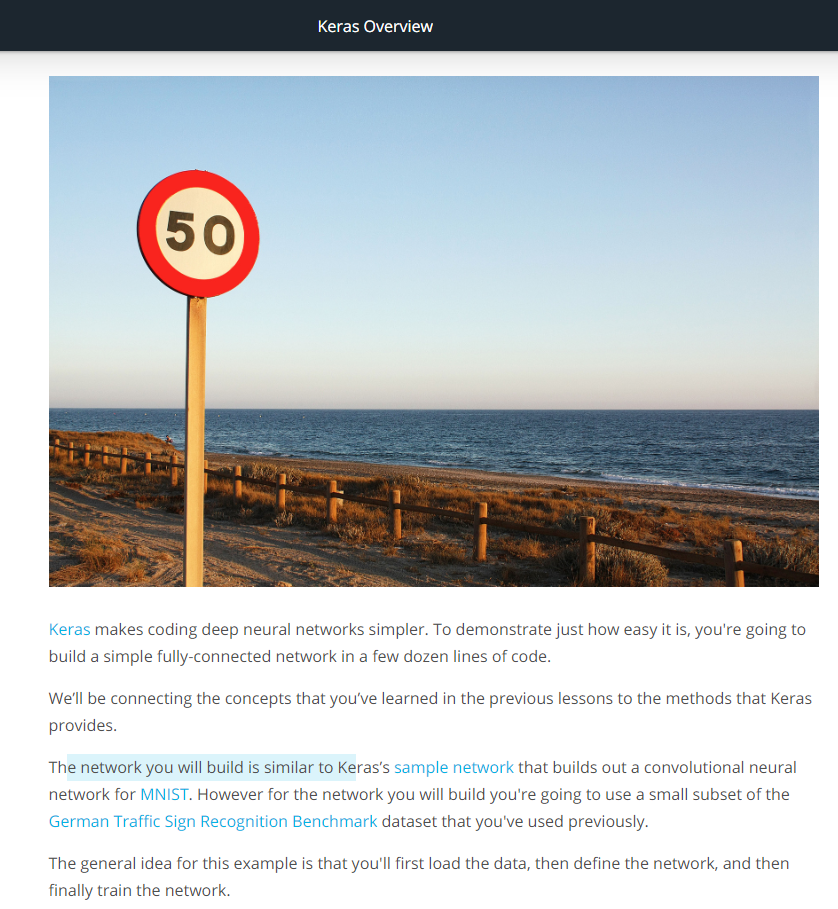 Keras Overview
50
Keras makes coding deep neural networks simpler. To demonstrate just how easy it is, you're going to
build a simple fully-connected network in a few dozen lines of code.
We’ll be connecting the concepts that you’ve learned in the previous lessons to the methods that Keras
provides.
The network you will build is similar to Keras’s sample network that builds out a convolutional neural
network for MNIST. However for the network you will build you're going to use a small subset of the
German Traffic Sign Recognition Benchmark dataset that you've used previously.
The general idea for this example is that you'll first load the data, then define the network, and then
finally train the network.